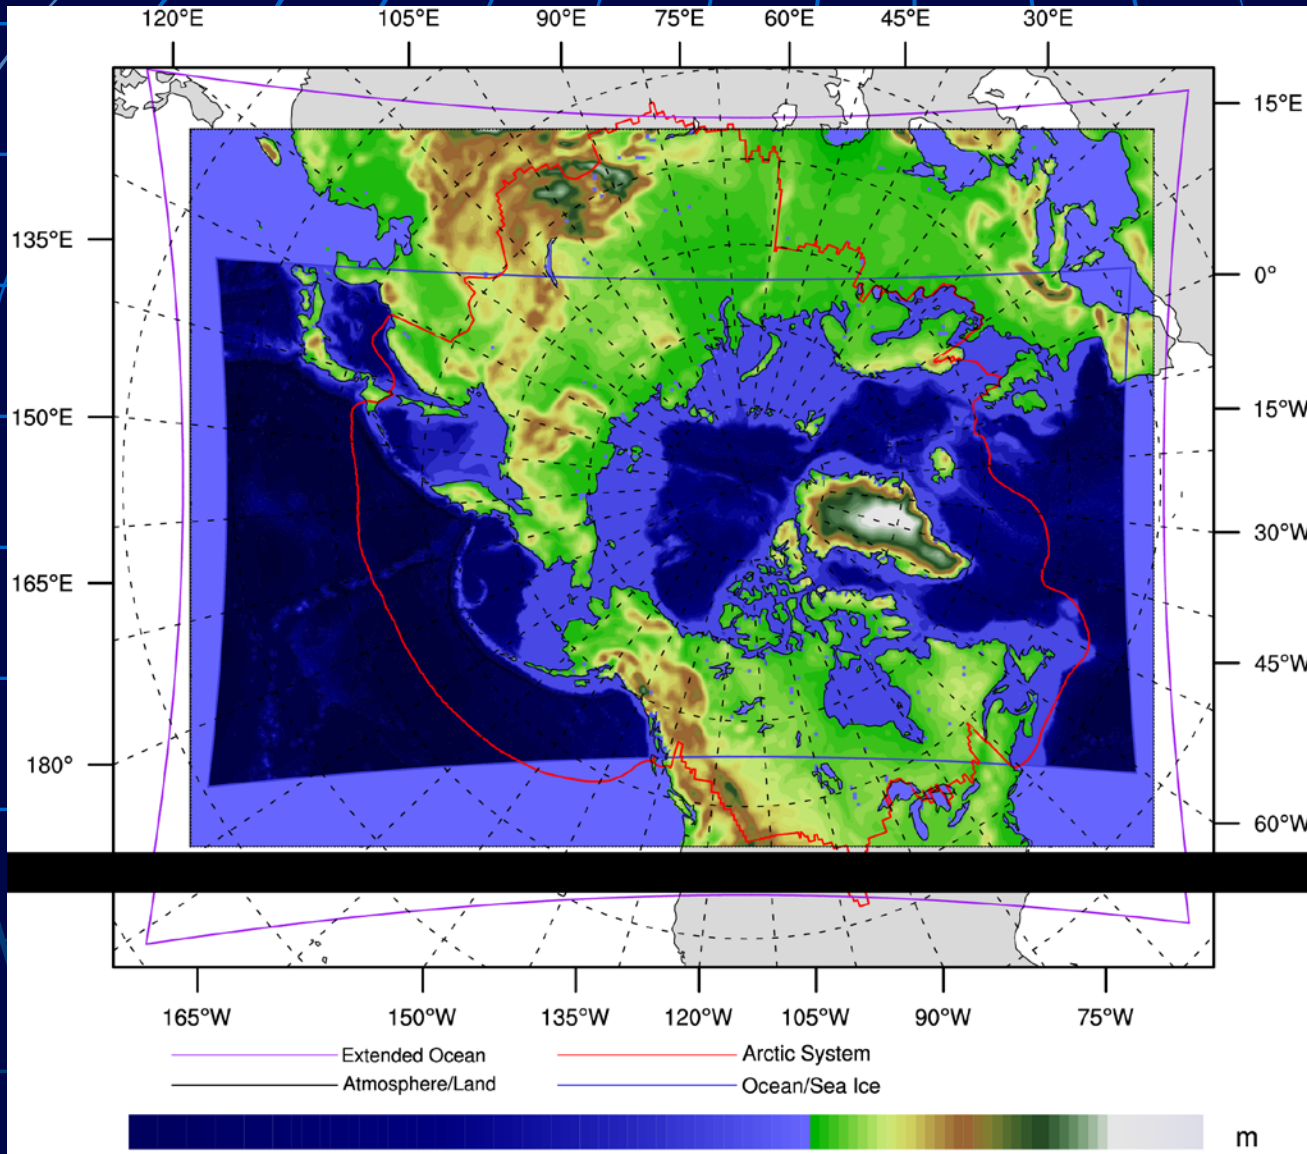 120°E 105°E 90°E 75°E 60°E 45°E 30°E
15°E
135°E
0°
150°E
15°W
30°W
165°E
45°W
180°
60°W
165°W 150°W 135°W 120°W 105°W 90°W 75°W
Extended Ocean Arctic System
Atmosphere/Land Ocean/Sea Ice
m